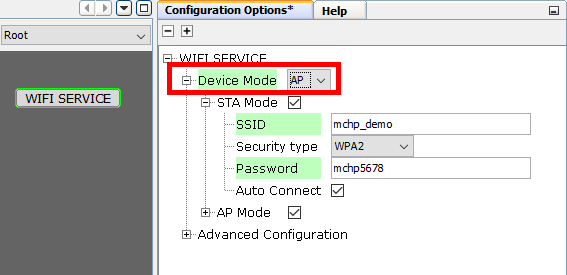 Configuration Options*
Help
Root
WIFI SERVICE
WIFI SERVICE
Device Mode AP
STA Mode
SSID mchp_demo
Security type WPA2
Password mchp5678
Auto Connect
AP Mode
Advanced Configuration